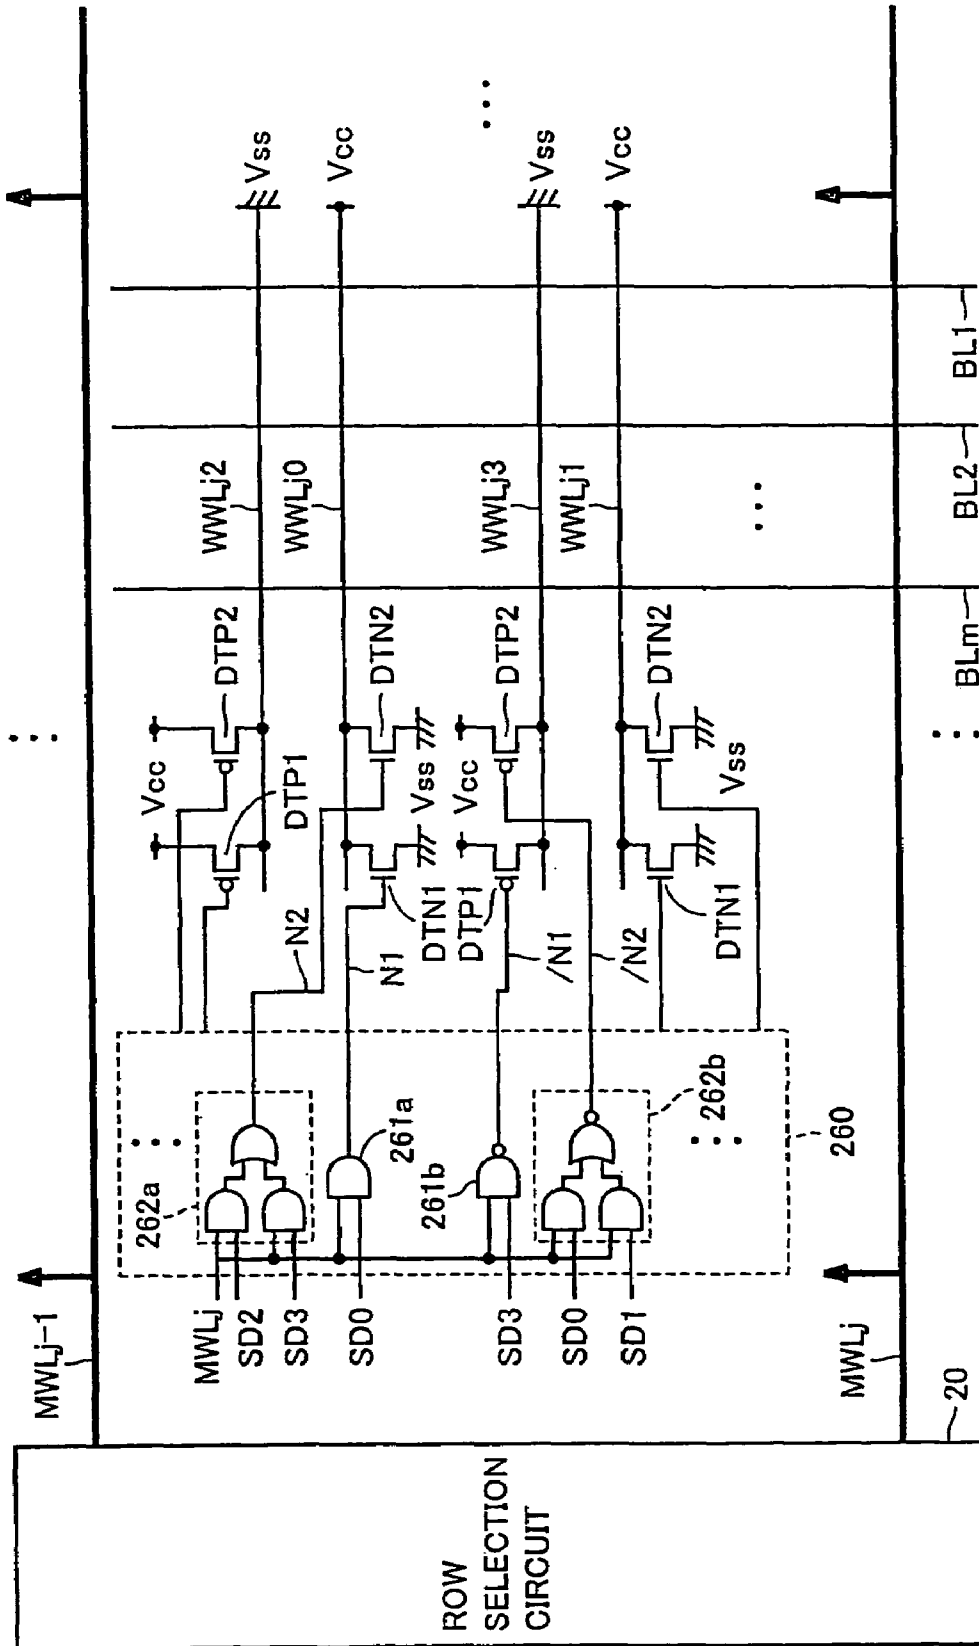 MWLj-1
Vcc
DTP2
DTP1
WWLj2
Vss
262a
N2
WWLj0
Vcc
MWLj
SD2
SD3
SD0
261a
N1
DTN2
Vss
DTN1
ROW
SELECTION
CIRCUIT
261b
DTP1
Vcc
DTP2
WWLj3
Vss
/N1
WWLj1
Vcc
SD3
SD0
SD1
262b
/N2
DTN2
Vss
DTN1
260
MWLj
20
BLm
BL2
BL1